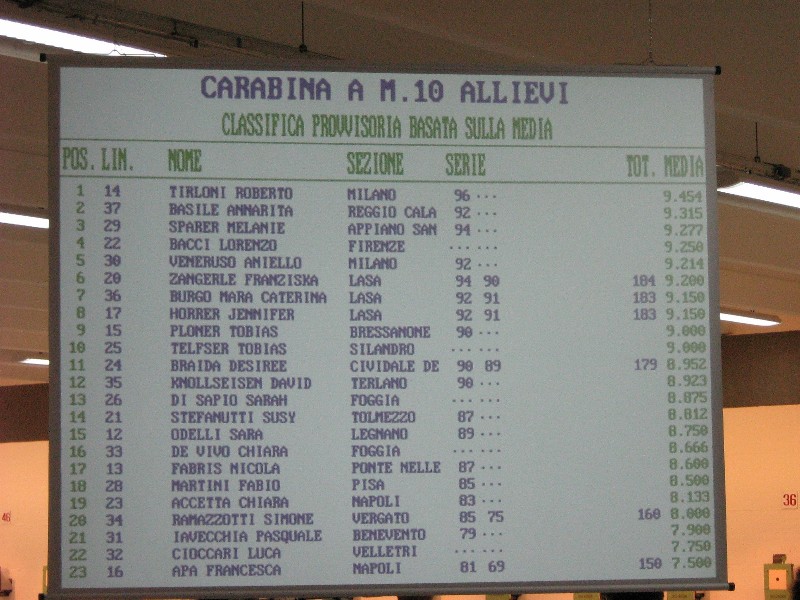 CARABINA A M.10 ALLIEVI
CLASSIFICA PROVVISORIA BASATA SULLA MEDIA
POS. LIN. NOME SEZIONE SERIE TOT. MEDIA
1 14 TIRLONI ROBERTO MILANO 96 ... 9.454
2 37 BASILE ANNARITA REGGIO CALA 92 ... 9.315
3 29 SPARER MELANIE APPIANO SAN 94 ... 9.277
4 22 BACCI LORENZO FIRENZE ... ... 9.250
5 30 VENERUSO ANIELLO MILANO 92 ... 9.214
6 20 ZANGERLE FRANZISKA LASA 94 90 184 9.200
7 36 BURGO MARA CATERINA LASA 92 91 183 9.150
8 17 HORRER JENNIFER LASA 92 91 183 9.150
9 15 PLONER TOBIAS BRESSANONE 90 ... 9.000
10 25 TELFSER TOBIAS SILANDRO ... ... 9.000
11 24 BRAIDA DESIREE CIVIDALE DE 90 89 179 8.952
12 35 KNOLLSEISEN DAVID TERLANO 90 ... 8.923
13 26 DI SAPIO SARAH FOGGIA ... ... 8.875
14 21 STEFANUTTI SUSY TOLMEZZO 87 ... 8.812
15 12 ODELLI SARA LEGNANO 89 ... 8.750
16 33 DE VIVO CHIARA FOGGIA ... ... 8.666
17 13 FABRIS NICOLA PONTE NELLE 87 ... 8.600
18 28 MARTINI FABIO PISA 85 ... 8.500
19 23 ACCETTA CHIARA NAPOLI 83 ... 8.133
20 34 RAMAZZOTTI SIMONE VERGATO 85 75 160 8.000
21 31 IAVECCHIA PASQUALE BENEVENTO 79 ... 7.900
22 32 CIOCCARI LUCA VELLETRI ... ... 7.750
23 16 APA FRANCESCA NAPOLI 81 69 150 7.500
36